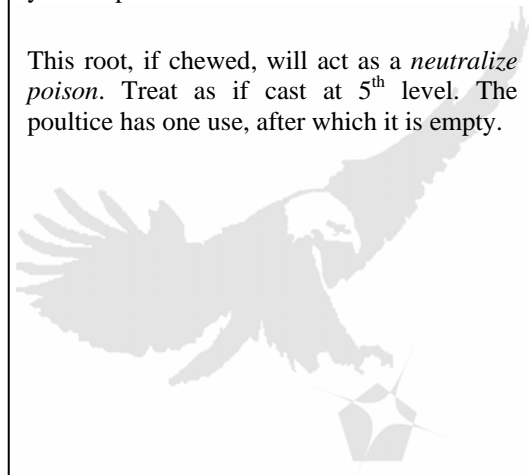 This root, if chewed, will act as a neutralize
poison. Treat as if cast at 5th level. The
poultice has one use, after which it is empty.